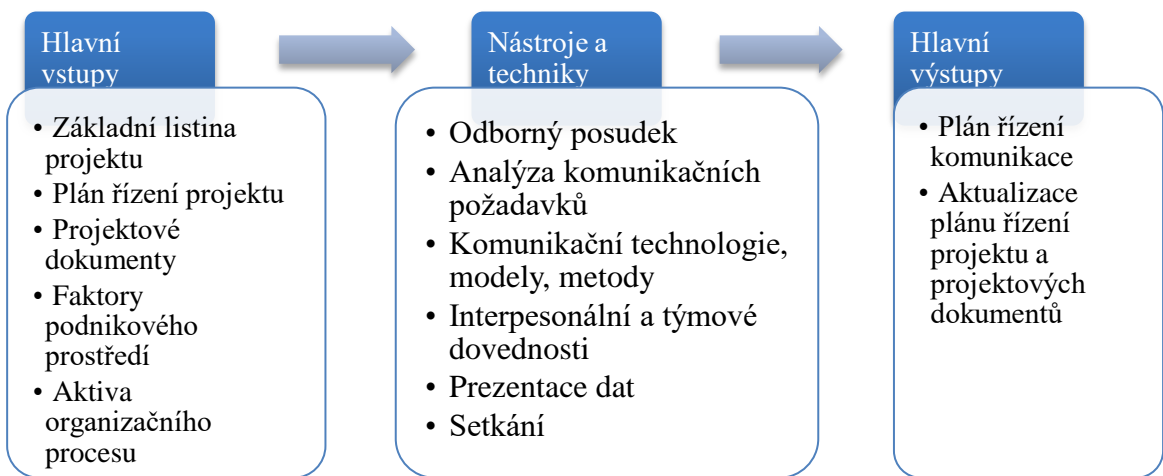 Hlavní
vstupy
• Základní listina
projektu
• Plán řízení projektu
• Projektové
dokumenty
• Faktory
podnikového
prostředí
• Aktiva
organizačního
procesu
Nástroje a
techniky
• Odborný posudek
• Analýza komunikačních
požadavků
• Komunikační technologie,
modely, metody
• Interpesonální a týmové
dovednosti
• Prezentace dat
• Setkání
Hlavní
výstupy
• Plán řízení
komunikace
• Aktualizace
plánu řízení
projektu a
projektových
dokumentů